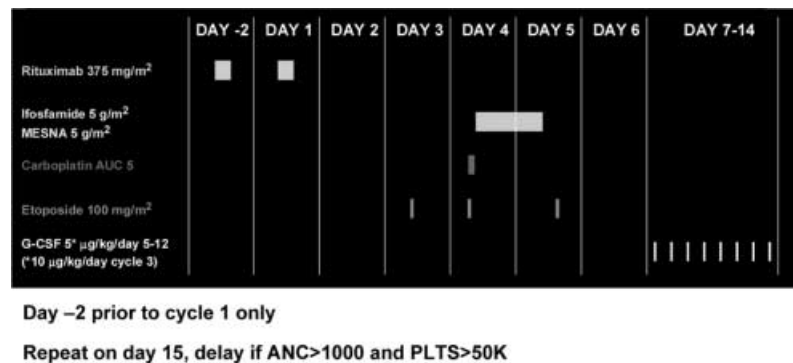 DAY -2 DAY 1 DAY 2 DAY 3 DAY 4 DAY 5 DAY 6 DAY 7-14
Rituximab 375 mg/m²
Ifosfamide 5 g/m²
MESNA 5 g/m²
Carboplatin AUC 5
Etoposide 100 mg/m²
G-CSF 5* µg/kg/day 5-12
(*10 µg/kg/day cycle 3)
Day –2 prior to cycle 1 only
Repeat on day 15, delay if ANC>1000 and PLTS>50K